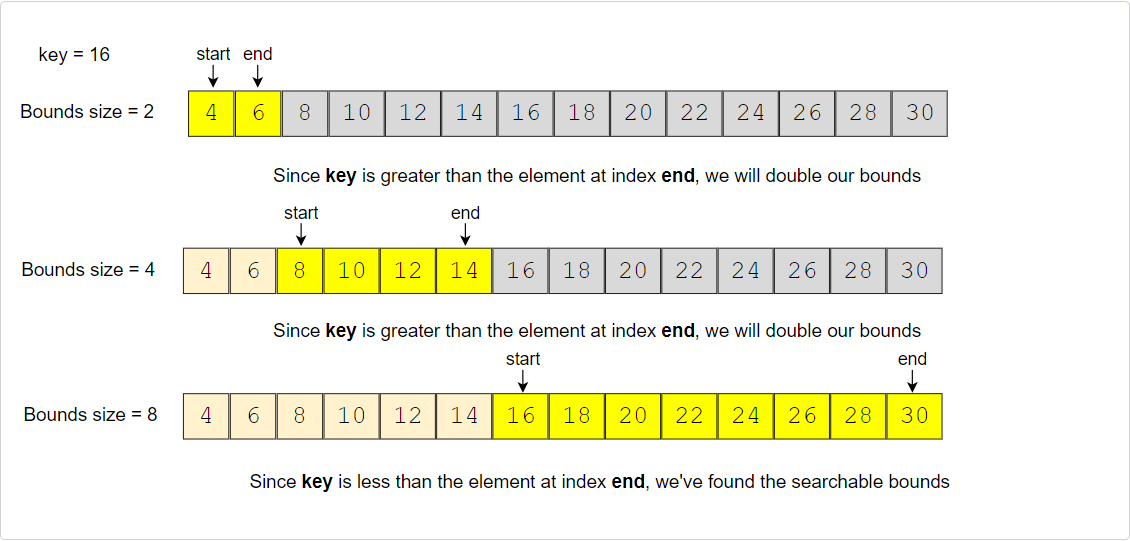 start end
key = 16
Bounds size = 2 4 6 8 10 12 14 16 18 20 22 24 26 28 30
Since key is greater than the element at index end, we will double our bounds
start end
Bounds size = 4 4 6 8 10 12 14 16 18 20 22 24 26 28 30
Since key is greater than the element at index end, we will double our bounds
start end
Bounds size = 8 4 6 8 10 12 14 16 18 20 22 24 26 28 30
Since key is less than the element at index end, we've found the searchable bounds